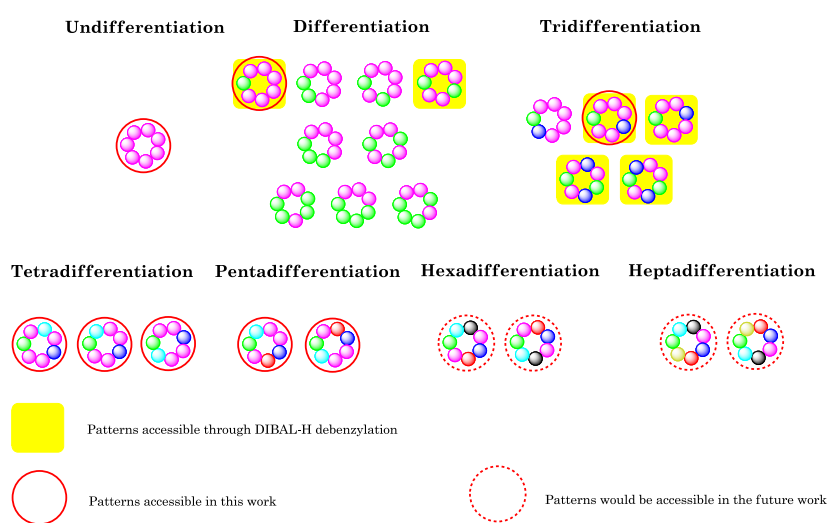 Undifferentiation
Differentiation
Tridifferentiation
Tetradifferentiation
Pentadifferentiation
Hexadifferentiation
Heptadifferentiation
Patterns accessible through DIBAL-H debenzylation
Patterns accessible in this work
Patterns would be accessible in the future work